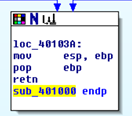 loc_40103A:
mov esp, ebp
pop ebp
retn
sub_401000 endp